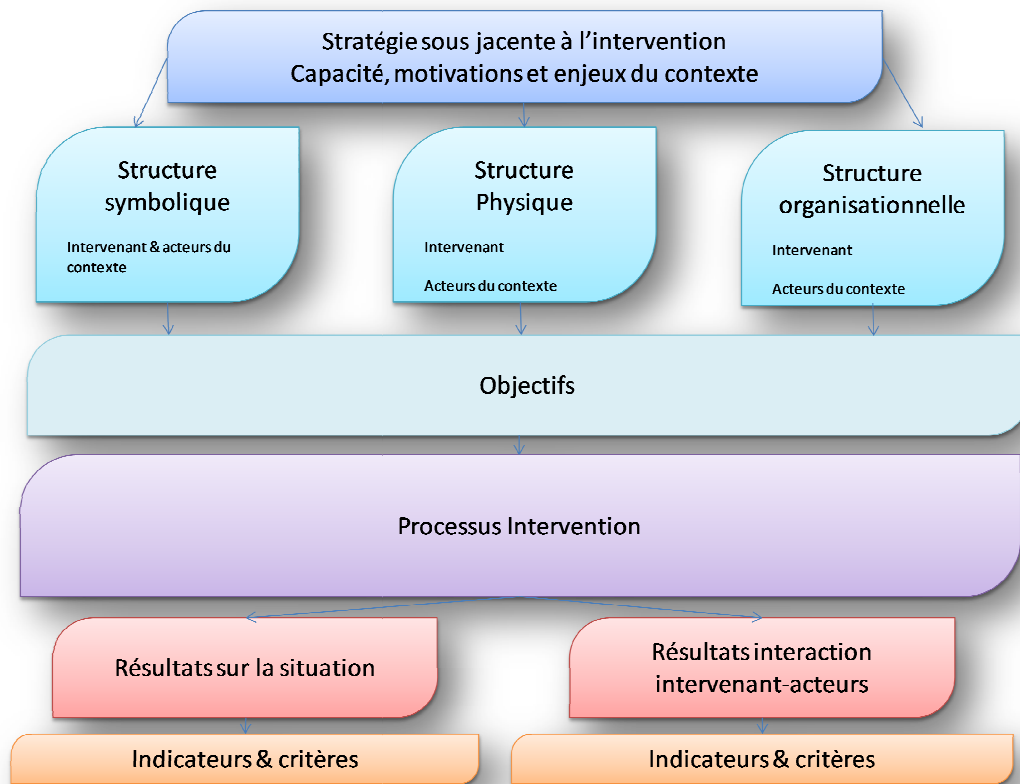 Stratégie sous jacente à l'intervention
Capacité, motivations et enjeux du contexte
Structure
symbolique
Intervenant & acteurs du
contexte
Structure
Physique
Intervenant
Acteurs du contexte
Structure
organisationnelle
Intervenant
Acteurs du contexte
Objectifs
Processus Intervention
Résultats sur la situation
Résultats interaction
intervenant-acteurs
Indicateurs & critères
Indicateurs & critères